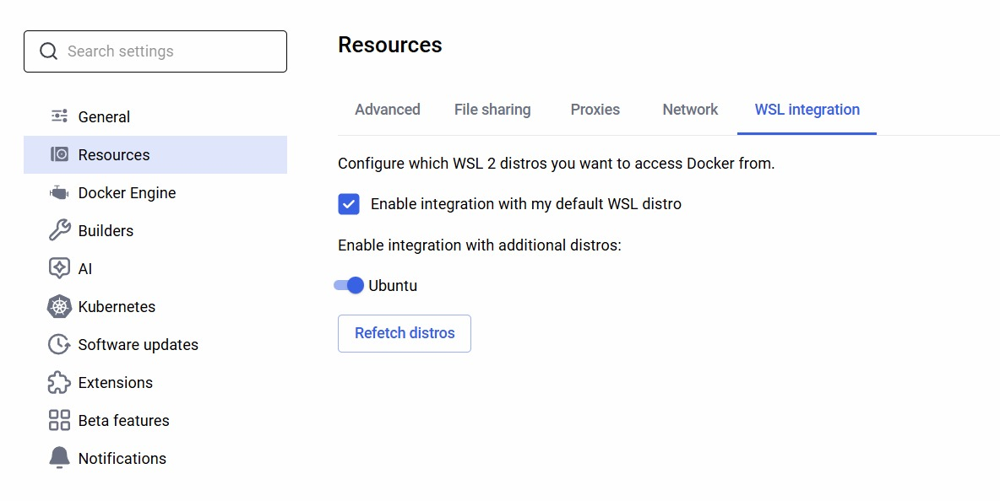 Search settings
General
Resources
Docker Engine
Builders
AI
Kubernetes
Software updates
Extensions
Beta features
Notifications
Resources
Advanced File sharing Proxies Network WSL integration
Configure which WSL 2 distros you want to access Docker from.
Enable integration with my default WSL distro
Enable integration with additional distros:
Ubuntu
Refetch distros